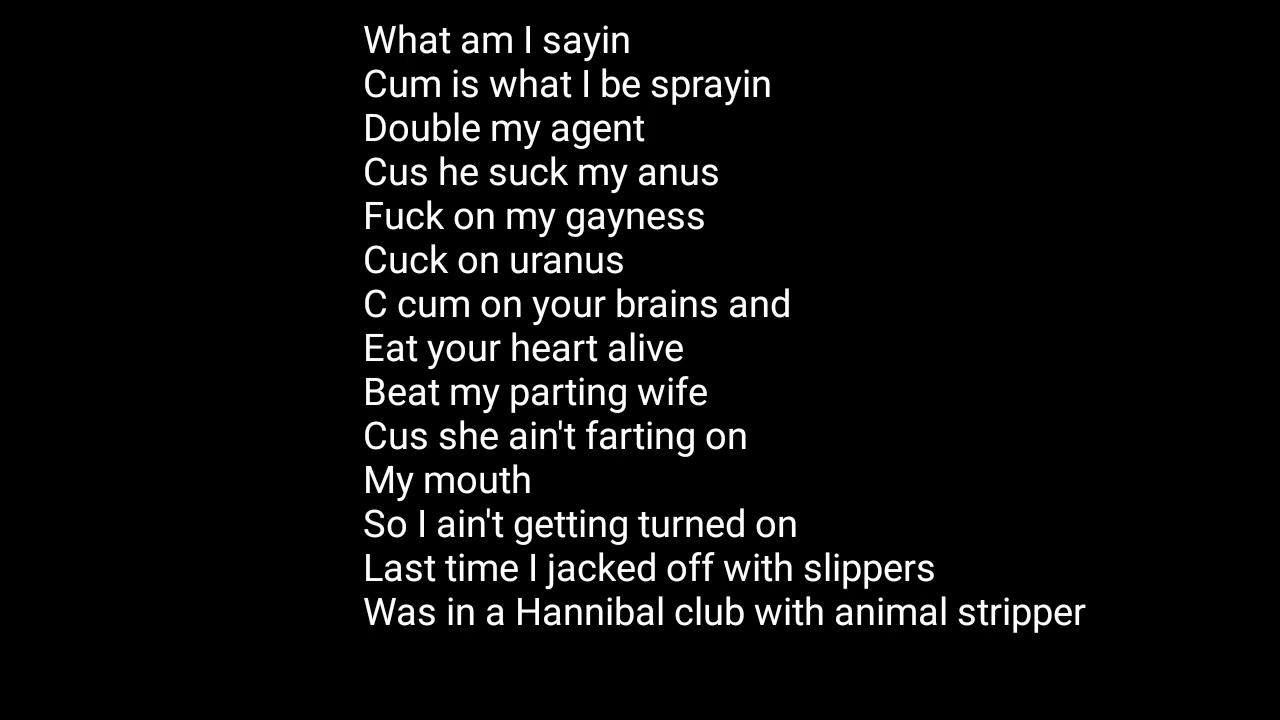 What am I sayin
Cum is what I be sprayin
Double my agent
Cus he suck my anus
Fuck on my gayness
Cuck on uranus
C cum on your brains and
Eat your heart alive
Beat my parting wife
Cus she ain't farting on
My mouth
So I ain't getting turned on
Last time I jacked off with slippers
Was in a Hannibal club with animal stripper